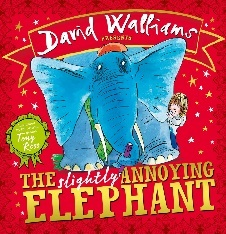 David Walliams
PRESENTS
Tony Ross
THE slightly ANNOYING
ELEPHANT